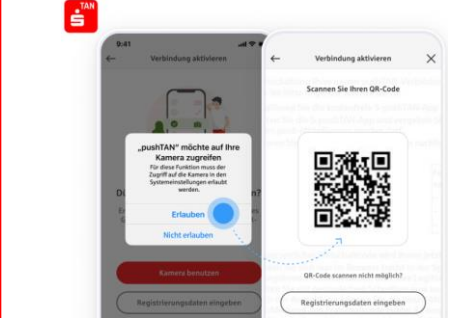 TAN
S
9:41
Verbindung aktivieren
„pushTAN" möchte auf Ihre
Kamera zugreifen
Für diese Funktion muss der
Zugriff auf die Kamera in den
Systemeinstellungen erlaubt
werden.
Erlauben
Nicht erlauben
Kamera benutzen
Registrierungsdaten eingeben
Verbindung aktivieren
Scannen Sie Ihren QR-Code
QR-Code scannen nicht möglich?
Registrierungsdaten eingeben